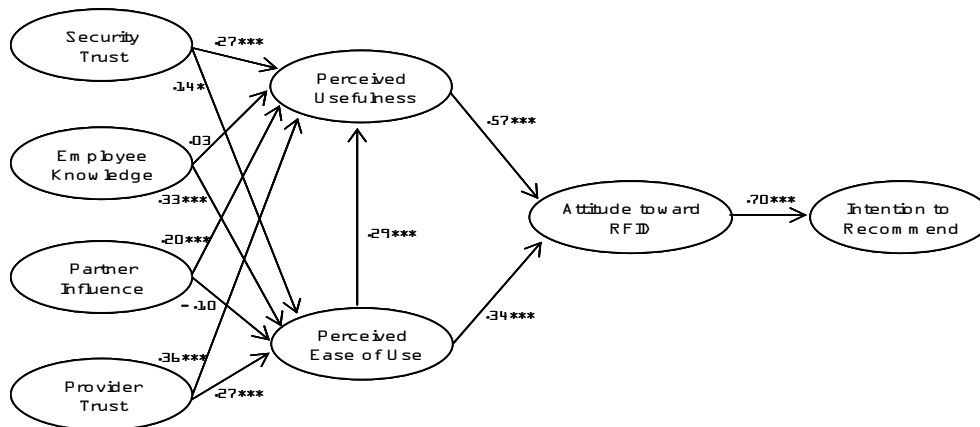 Security
Trust
.27***
.14*
Perceived
Usefulness
Employee
Knowledge
.03
.33***
.57***
Attitude toward
RFID
.70***
Intention to
Recommend
.20***
.29***
Partner
Influence
-.10
.34***
Perceived
Ease of Use
.36***
Provider
Trust
.27***